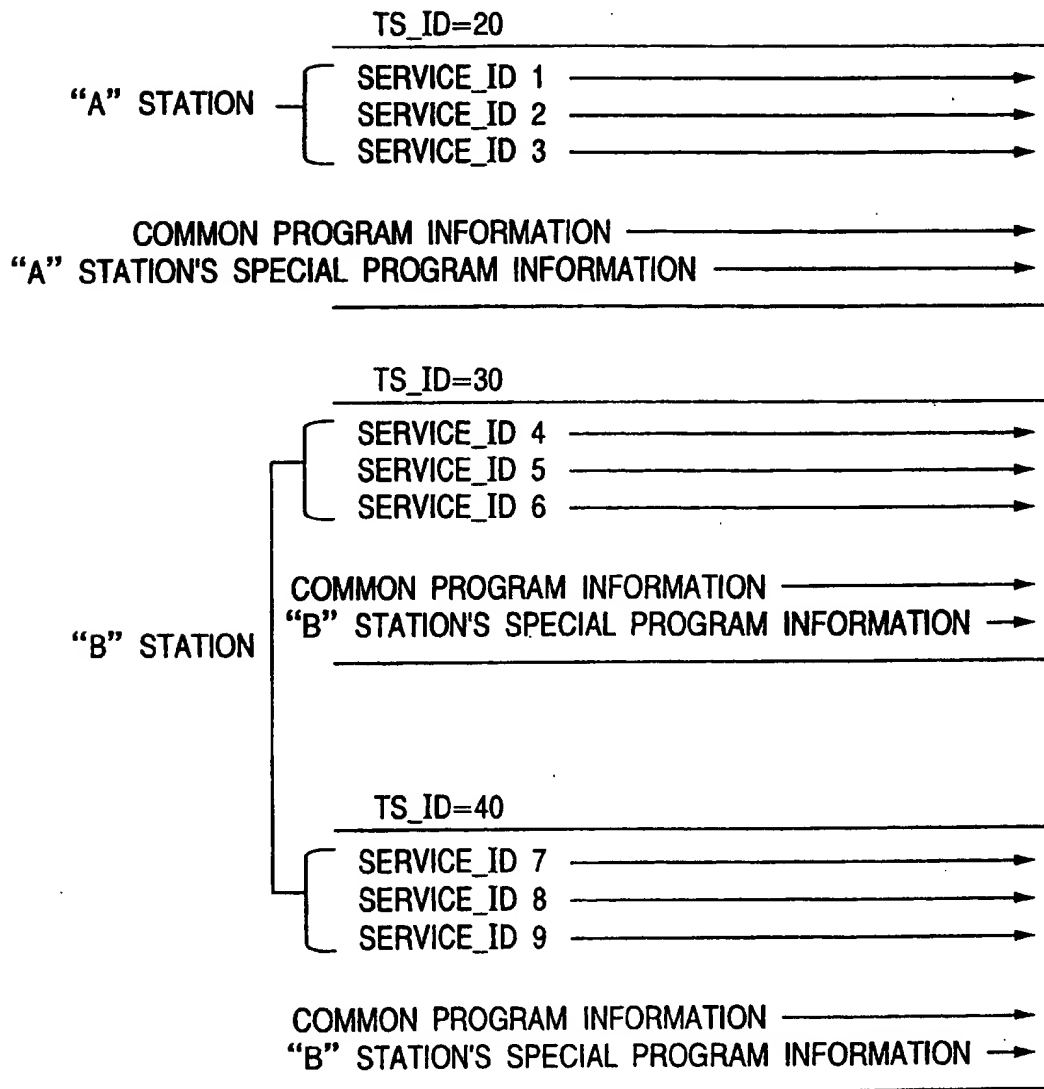 TS_ID=20
SERVICE_ID 1
“A” STATION
SERVICE_ID 2
SERVICE_ID 3
COMMON PROGRAM INFORMATION
“A” STATION'S SPECIAL PROGRAM INFORMATION
TS_ID=30
SERVICE_ID 4
SERVICE_ID 5
SERVICE_ID 6
COMMON PROGRAM INFORMATION
“B” STATION'S SPECIAL PROGRAM INFORMATION
“B” STATION
TS_ID=40
SERVICE_ID 7
SERVICE_ID 8
SERVICE_ID 9
COMMON PROGRAM INFORMATION
“B” STATION'S SPECIAL PROGRAM INFORMATION